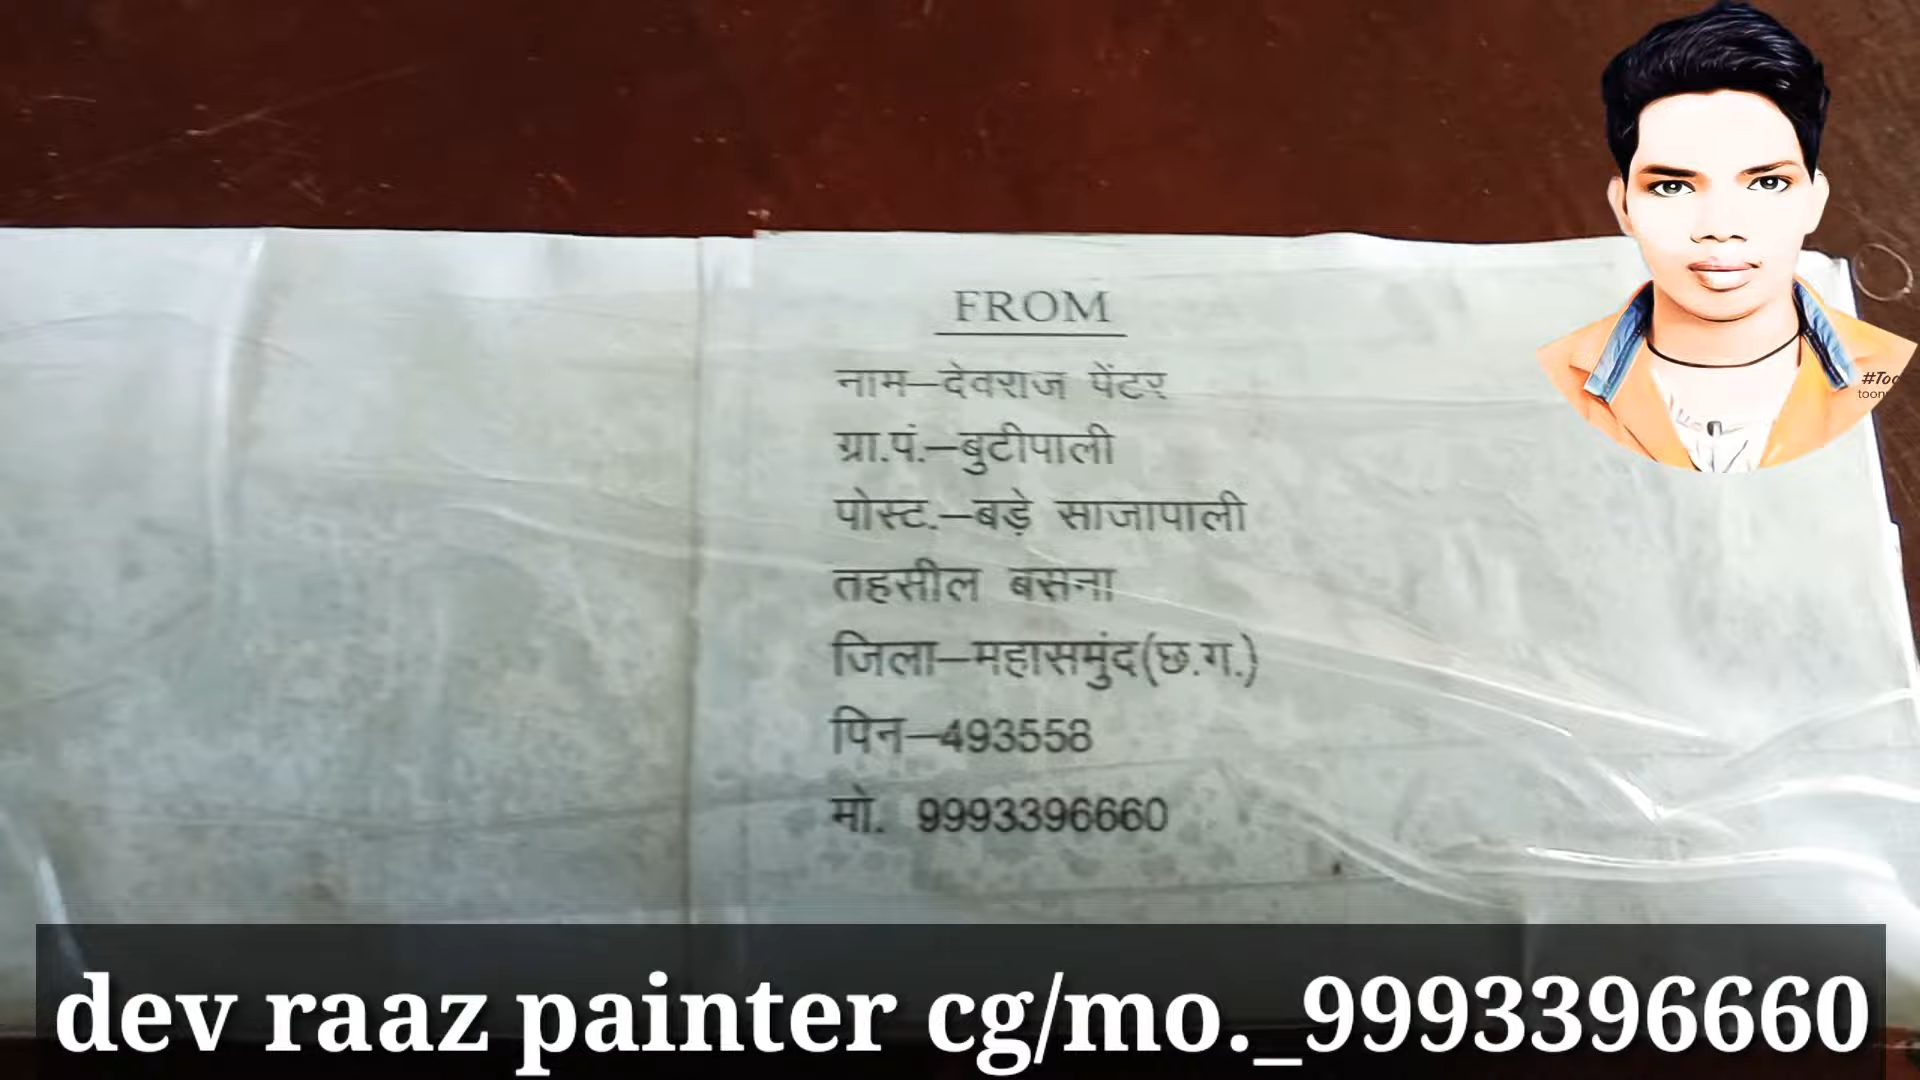 FROM
नाम–देवराज पेंटर
ग्रा.पं.–बुटीपाली
पोस्ट.–बड़े साजापाली
तहसील बसना
जिला–महासमुंद(छ.ग.)
पिन–493558
मो. 9993396660
dev raaz painter cg/mo._9993396660